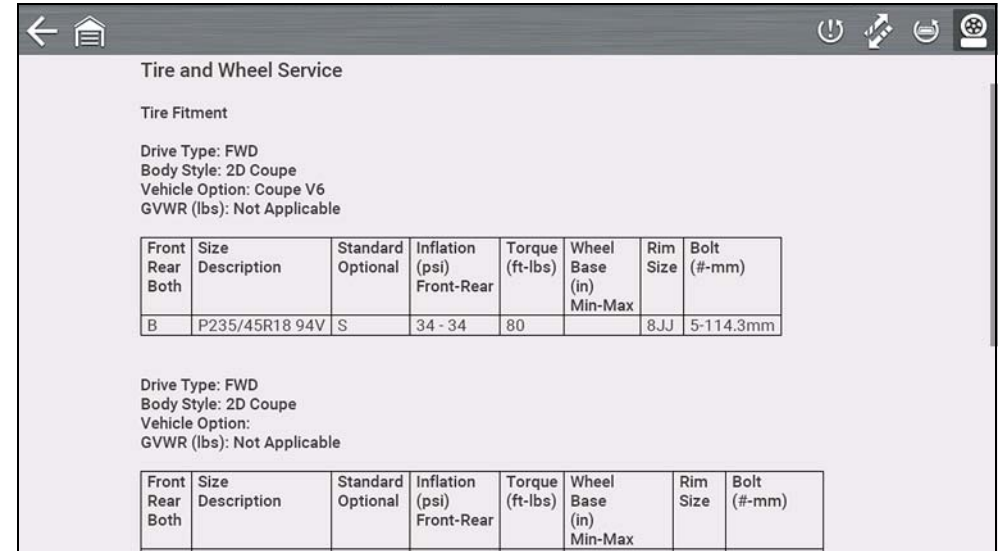 Tire and Wheel Service
Tire Fitment
Drive Type: FWD
Body Style: 2D Coupe
Vehicle Option: Coupe V6
GVWR (lbs): Not Applicable
Front Rear Both | Size Description | Standard Optional | Inflation (psi) Front-Rear | Torque (ft-lbs) | Wheel Base (in) Min-Max | Rim Size | Bolt (#-mm)
B | P235/45R18 94V | S | 34 - 34 | 80 | | 8JJ | 5-114.3mm
Drive Type: FWD
Body Style: 2D Coupe
Vehicle Option:
GVWR (lbs): Not Applicable
Front Rear Both | Size Description | Standard Optional | Inflation (psi) Front-Rear | Torque (ft-lbs) | Wheel Base (in) Min-Max | Rim Size | Bolt (#-mm)